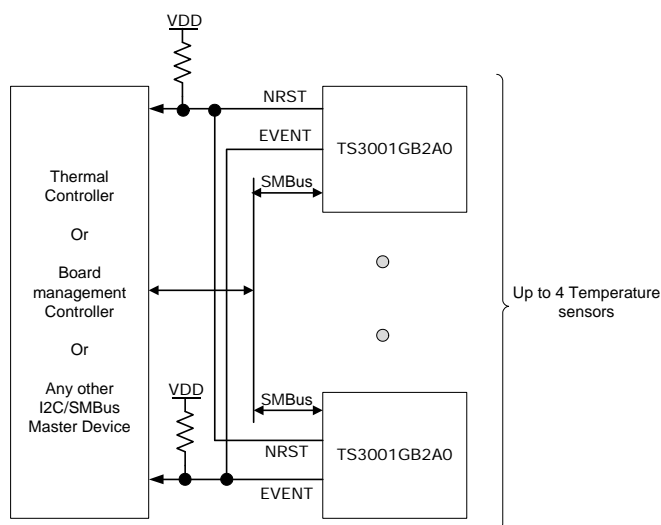 VDD
NRST
EVENT
TS3001GB2A0
SMBus
Thermal
Controller
Or
Board
management
Controller
Or
Any other
I2C/SMBus
Master Device
Up to 4 Temperature
sensors
VDD
SMBus
NRST
TS3001GB2A0
EVENT